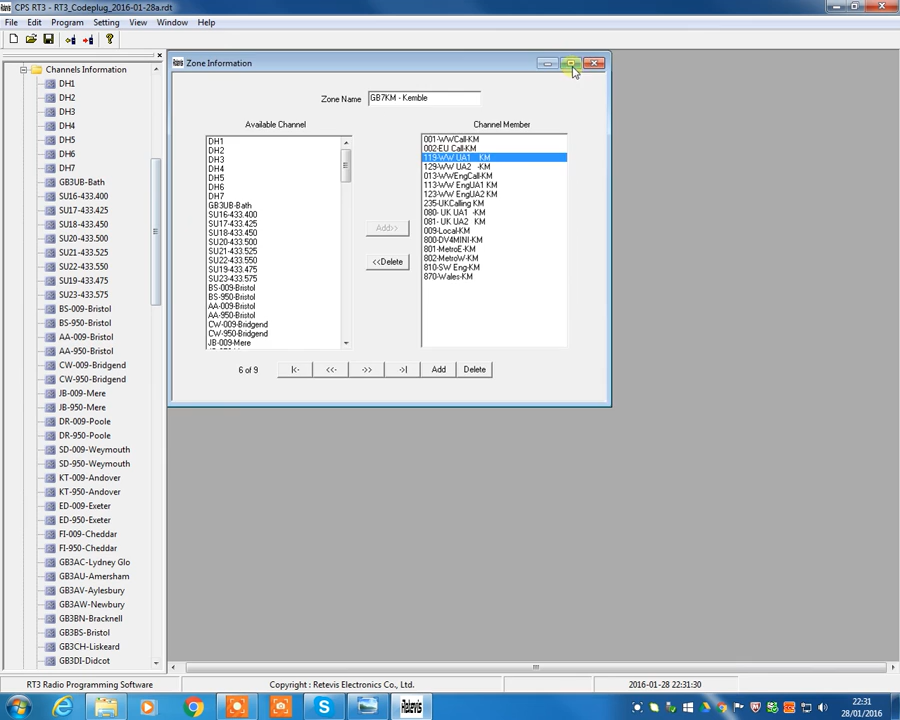 CPS RT3 - RT3_Codeplug_2016-01-28a.rdt
File Edit Program Setting View Window Help
Channels Information
DH1
DH2
DH3
DH4
DH5
DH6
DH7
GB3UB-Bath
SU16-433.400
SU17-433.425
SU18-433.450
SU20-433.500
SU21-433.525
SU22-433.550
SU19-433.475
SU23-433.575
BS-009-Bristol
BS-950-Bristol
AA-009-Bristol
AA-950-Bristol
CW-009-Bridgend
CW-950-Bridgend
JB-009-Mere
JB-950-Mere
DR-009-Poole
DR-950-Poole
SD-009-Weymouth
SD-950-Weymouth
KT-009-Andover
KT-950-Andover
ED-009-Exeter
ED-950-Exeter
FI-009-Cheddar
FI-950-Cheddar
GB3AC-Lydney Glo
GB3AU-Amersham
GB3AV-Aylesbury
GB3AW-Newbury
GB3BN-Bracknell
GB3BS-Bristol
GB3CH-Liskeard
GB3DI-Didcot
Retevis Zone Information
Zone Name GB7KM - Kemble
Available Channel
DH1
DH2
DH3
DH4
DH5
DH6
DH7
GB3UB-Bath
SU16-433.400
SU17-433.425
SU18-433.450
SU20-433.500
SU21-433.525
SU22-433.550
SU19-433.475
SU23-433.575
BS-009-Bristol
BS-950-Bristol
AA-009-Bristol
AA-950-Bristol
CW-009-Bridgend
CW-950-Bridgend
JB-009-Mere
Add>>
<<Delete
Channel Member
001-WWCall-KM
002-EU Call-KM
119-WW UA1 KM
129-WW UA2 -KM
013-WWEngCall-KM
113-WW EngUA1 KM
123-WW EngUA2 KM
235-UKCalling KM
080- UK UA1 -KM
081- UK UA2 KM
009-Local-KM
800-DV4MINI-KM
801-MetroE-KM
802-MetroW-KM
810-SW Eng-KM
870-Wales-KM
6 of 9 |<- <<- ->> ->| Add Delete
RT3 Radio Programming Software Copyright : Retevis Electronics Co., Ltd. 2016-01-28 22:31:30
Retevis
22:31
28/01/2016